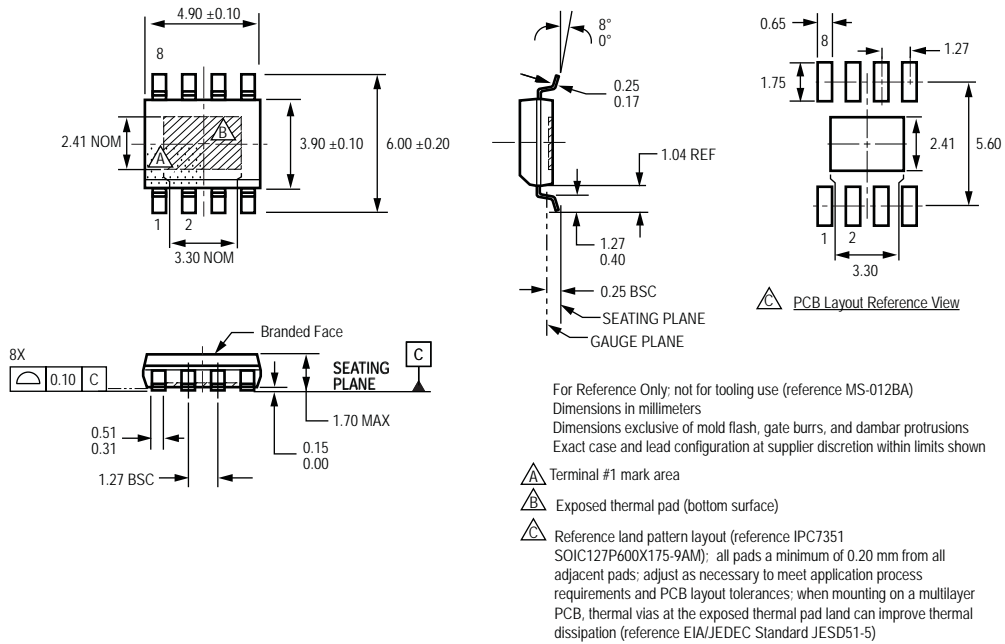 4.90 ±0.10
8
2.41 NOM
A
B
3.90 ±0.10
6.00 ±0.20
1
2
3.30 NOM
8°
0°
0.25
0.17
1.04 REF
1.27
0.40
0.25 BSC
SEATING PLANE
GAUGE PLANE
0.65
8
1.27
1.75
2.41
5.60
1
2
3.30
C PCB Layout Reference View
Branded Face
8X
0.10 C
SEATING
PLANE
C
1.70 MAX
0.51
0.31
0.15
0.00
1.27 BSC
For Reference Only; not for tooling use (reference MS-012BA)
Dimensions in millimeters
Dimensions exclusive of mold flash, gate burrs, and dambar protrusions
Exact case and lead configuration at supplier discretion within limits shown
A Terminal #1 mark area
B Exposed thermal pad (bottom surface)
C Reference land pattern layout (reference IPC7351
SOIC127P600X175-9AM); all pads a minimum of 0.20 mm from all
adjacent pads; adjust as necessary to meet application process
requirements and PCB layout tolerances; when mounting on a multilayer
PCB, thermal vias at the exposed thermal pad land can improve thermal
dissipation (reference EIA/JEDEC Standard JESD51-5)